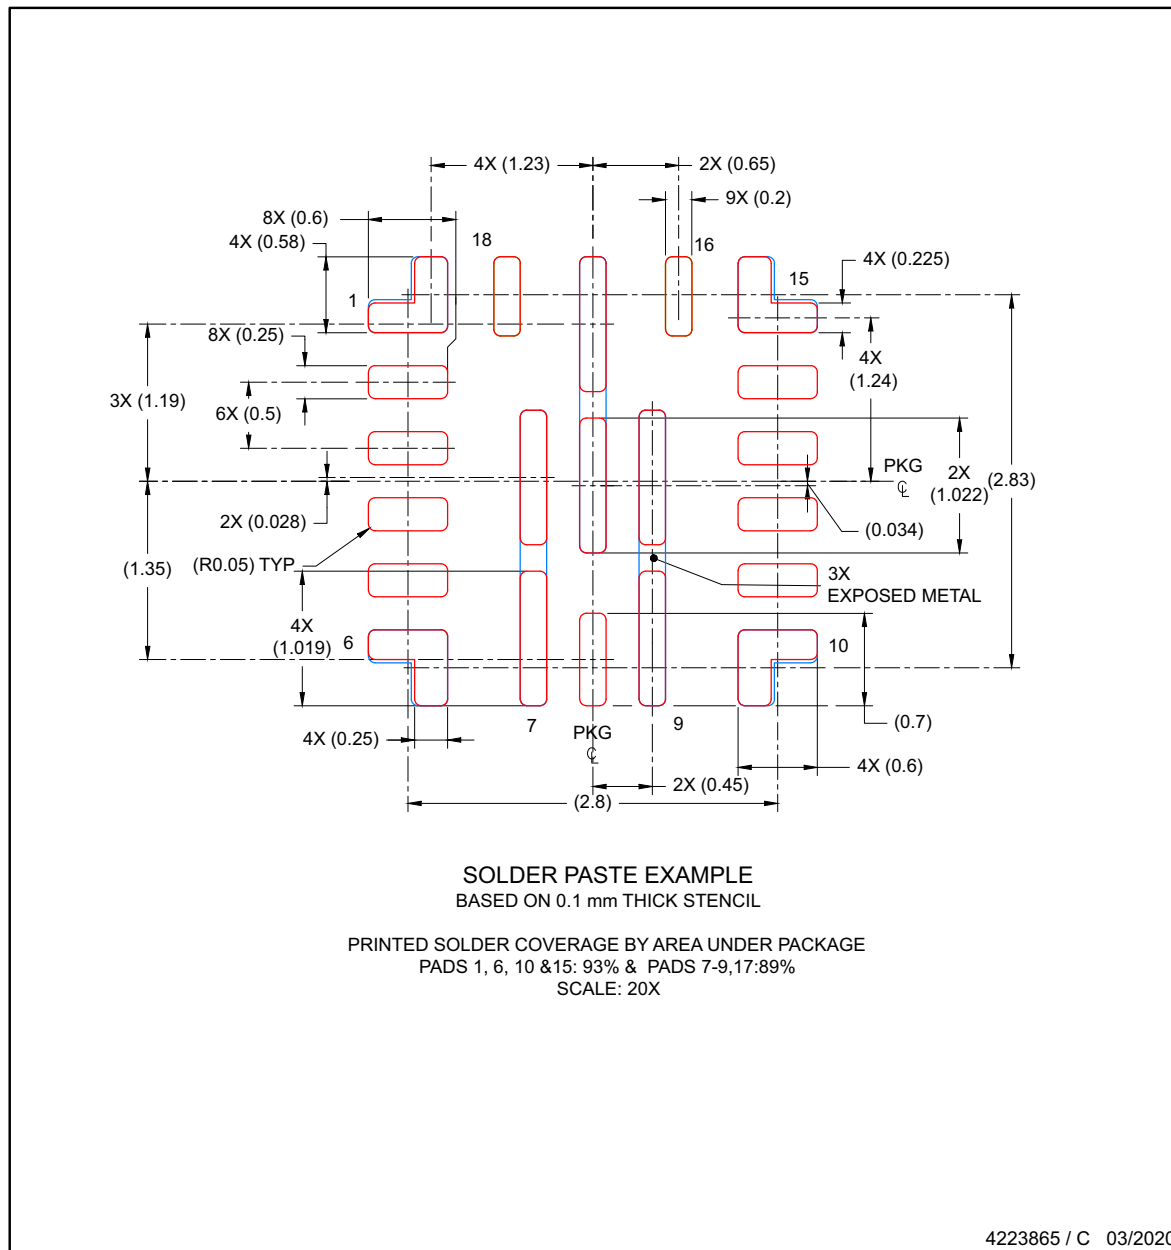 4X (1.23)
2X (0.65)
9X (0.2)
8X (0.6)
4X (0.58)
18
16
15
4X (0.225)
1
8X (0.25)
3X (1.19)
6X (0.5)
4X
(1.24)
PKG
℄
2X
(1.022)
(2.83)
2X (0.028)
(0.034)
(R0.05) TYP
(1.35)
3X
EXPOSED METAL
4X
(1.019)
6
10
7
9
(0.7)
PKG
℄
4X (0.25)
4X (0.6)
2X (0.45)
(2.8)
SOLDER PASTE EXAMPLE
BASED ON 0.1 mm THICK STENCIL
PRINTED SOLDER COVERAGE BY AREA UNDER PACKAGE
PADS 1, 6, 10 &15: 93% & PADS 7-9,17:89%
SCALE: 20X
4223865 / C 03/2020